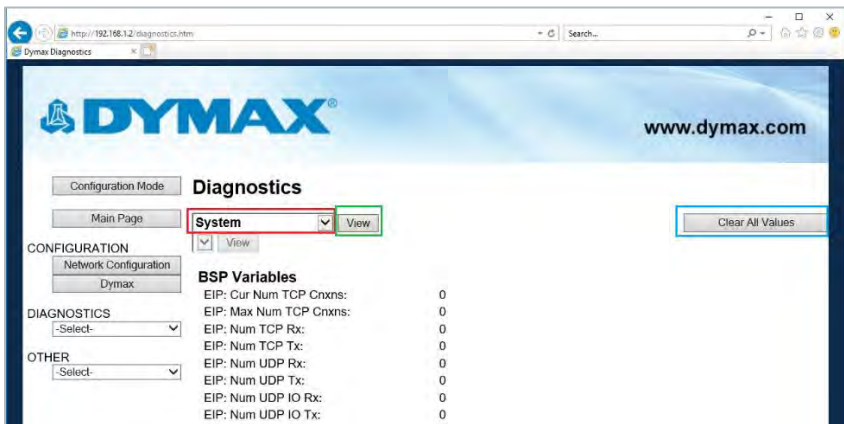 http://192.168.1.2/diagnostics.htm
Search...
Dymax Diagnostics
DYMAX®
www.dymax.com
Configuration Mode
Diagnostics
Main Page
System
View
Clear All Values
View
CONFIGURATION
Network Configuration
Dymax
BSP Variables
EIP: Cur Num TCP Cnxns: 0
DIAGNOSTICS
EIP: Max Num TCP Cnxns: 0
-Select-
EIP: Num TCP Rx: 0
EIP: Num TCP Tx: 0
OTHER
EIP: Num UDP Rx: 0
-Select-
EIP: Num UDP Tx: 0
EIP: Num UDP IO Rx: 0
EIP: Num UDP IO Tx: 0